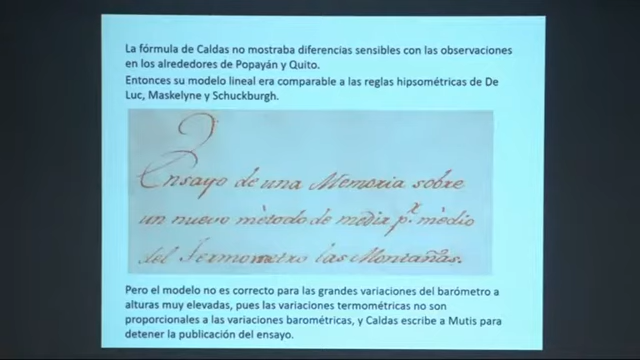 La fórmula de Caldas no mostraba diferencias sensibles con las observaciones
en los alrededores de Popayán y Quito.
Entonces su modelo lineal era comparable a las reglas hipsométricas de De
Luc, Maskelyne y Schuckburgh.
Ensayo de una Memoria sobre
un nuevo mètodo de medir pr. mèdio
del Termometro las Montañas.
Pero el modelo no es correcto para las grandes variaciones del barómetro a
alturas muy elevadas, pues las variaciones termométricas no son
proporcionales a las variaciones barométricas, y Caldas escribe a Mutis para
detener la publicación del ensayo.